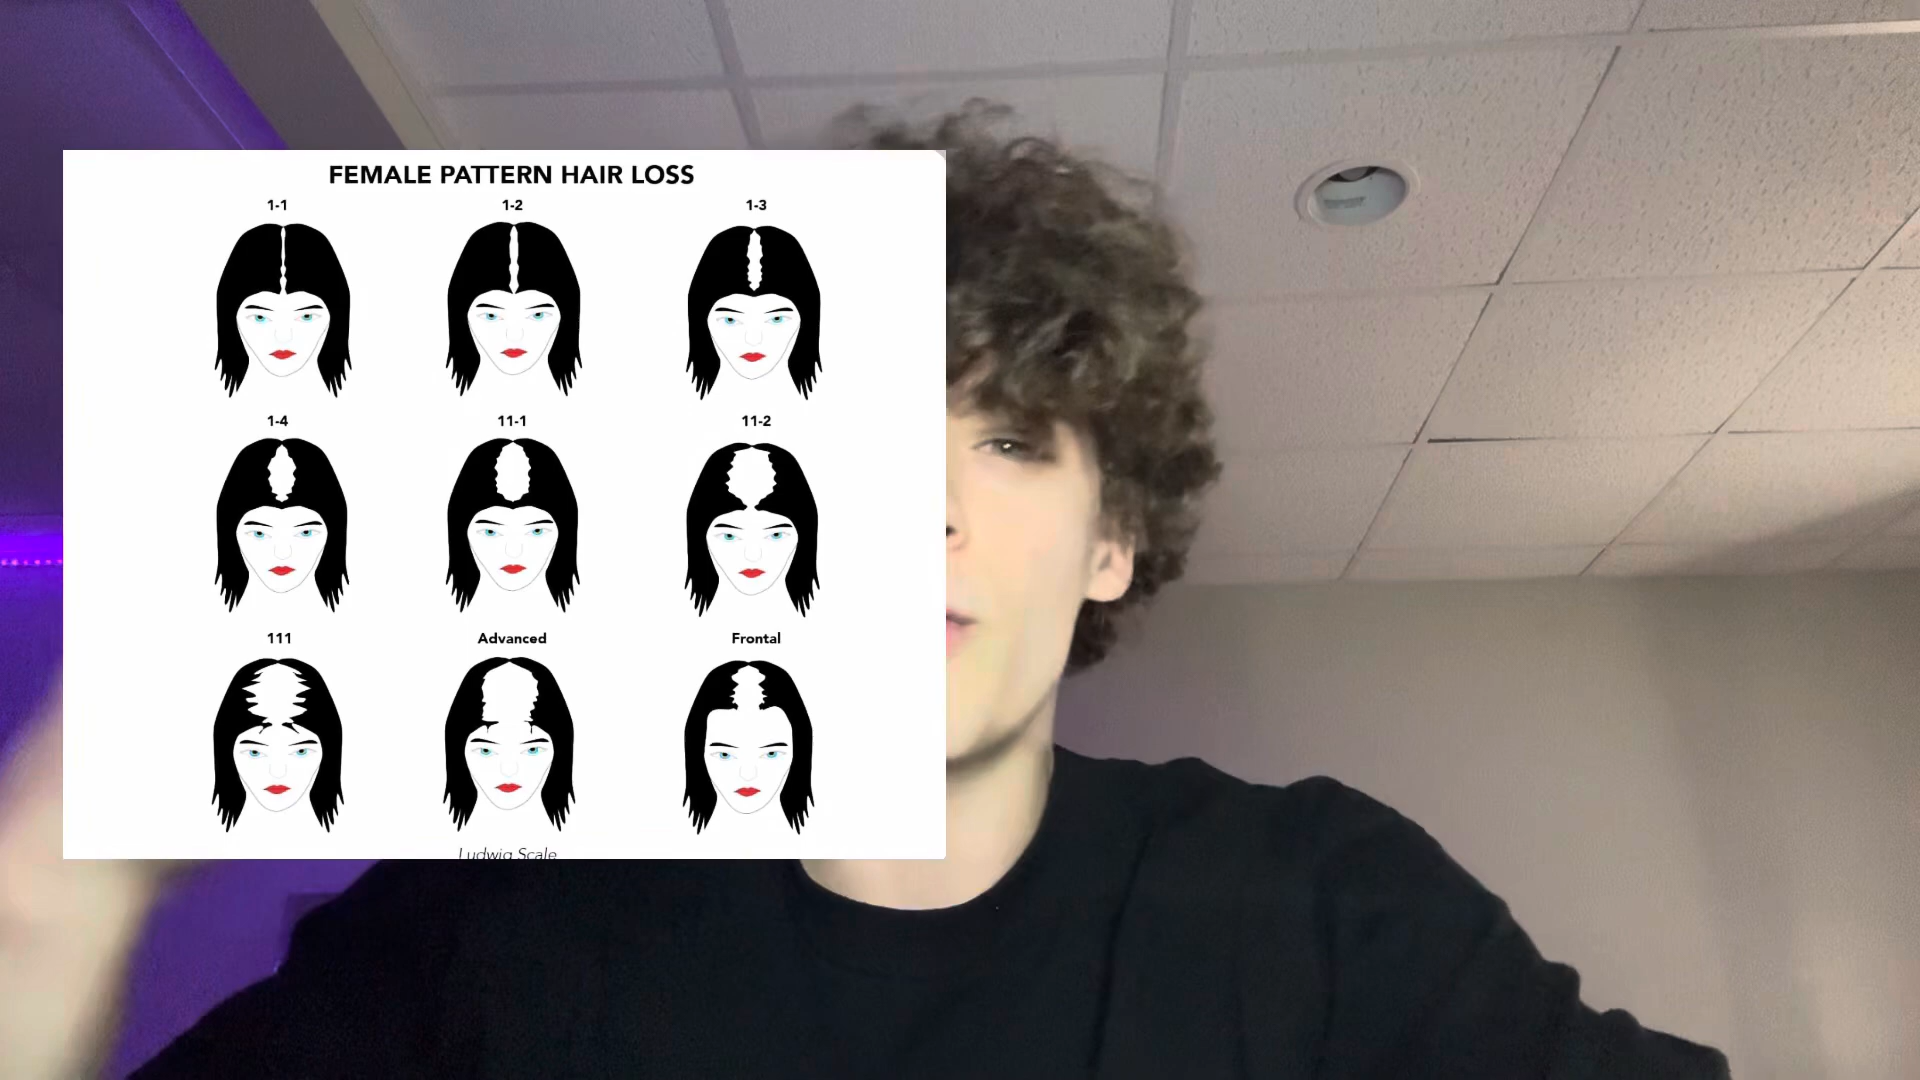 FEMALE PATTERN HAIR LOSS
1-1 1-2 1-3
1-4 11-1 11-2
111 Advanced Frontal
Ludwig Scale